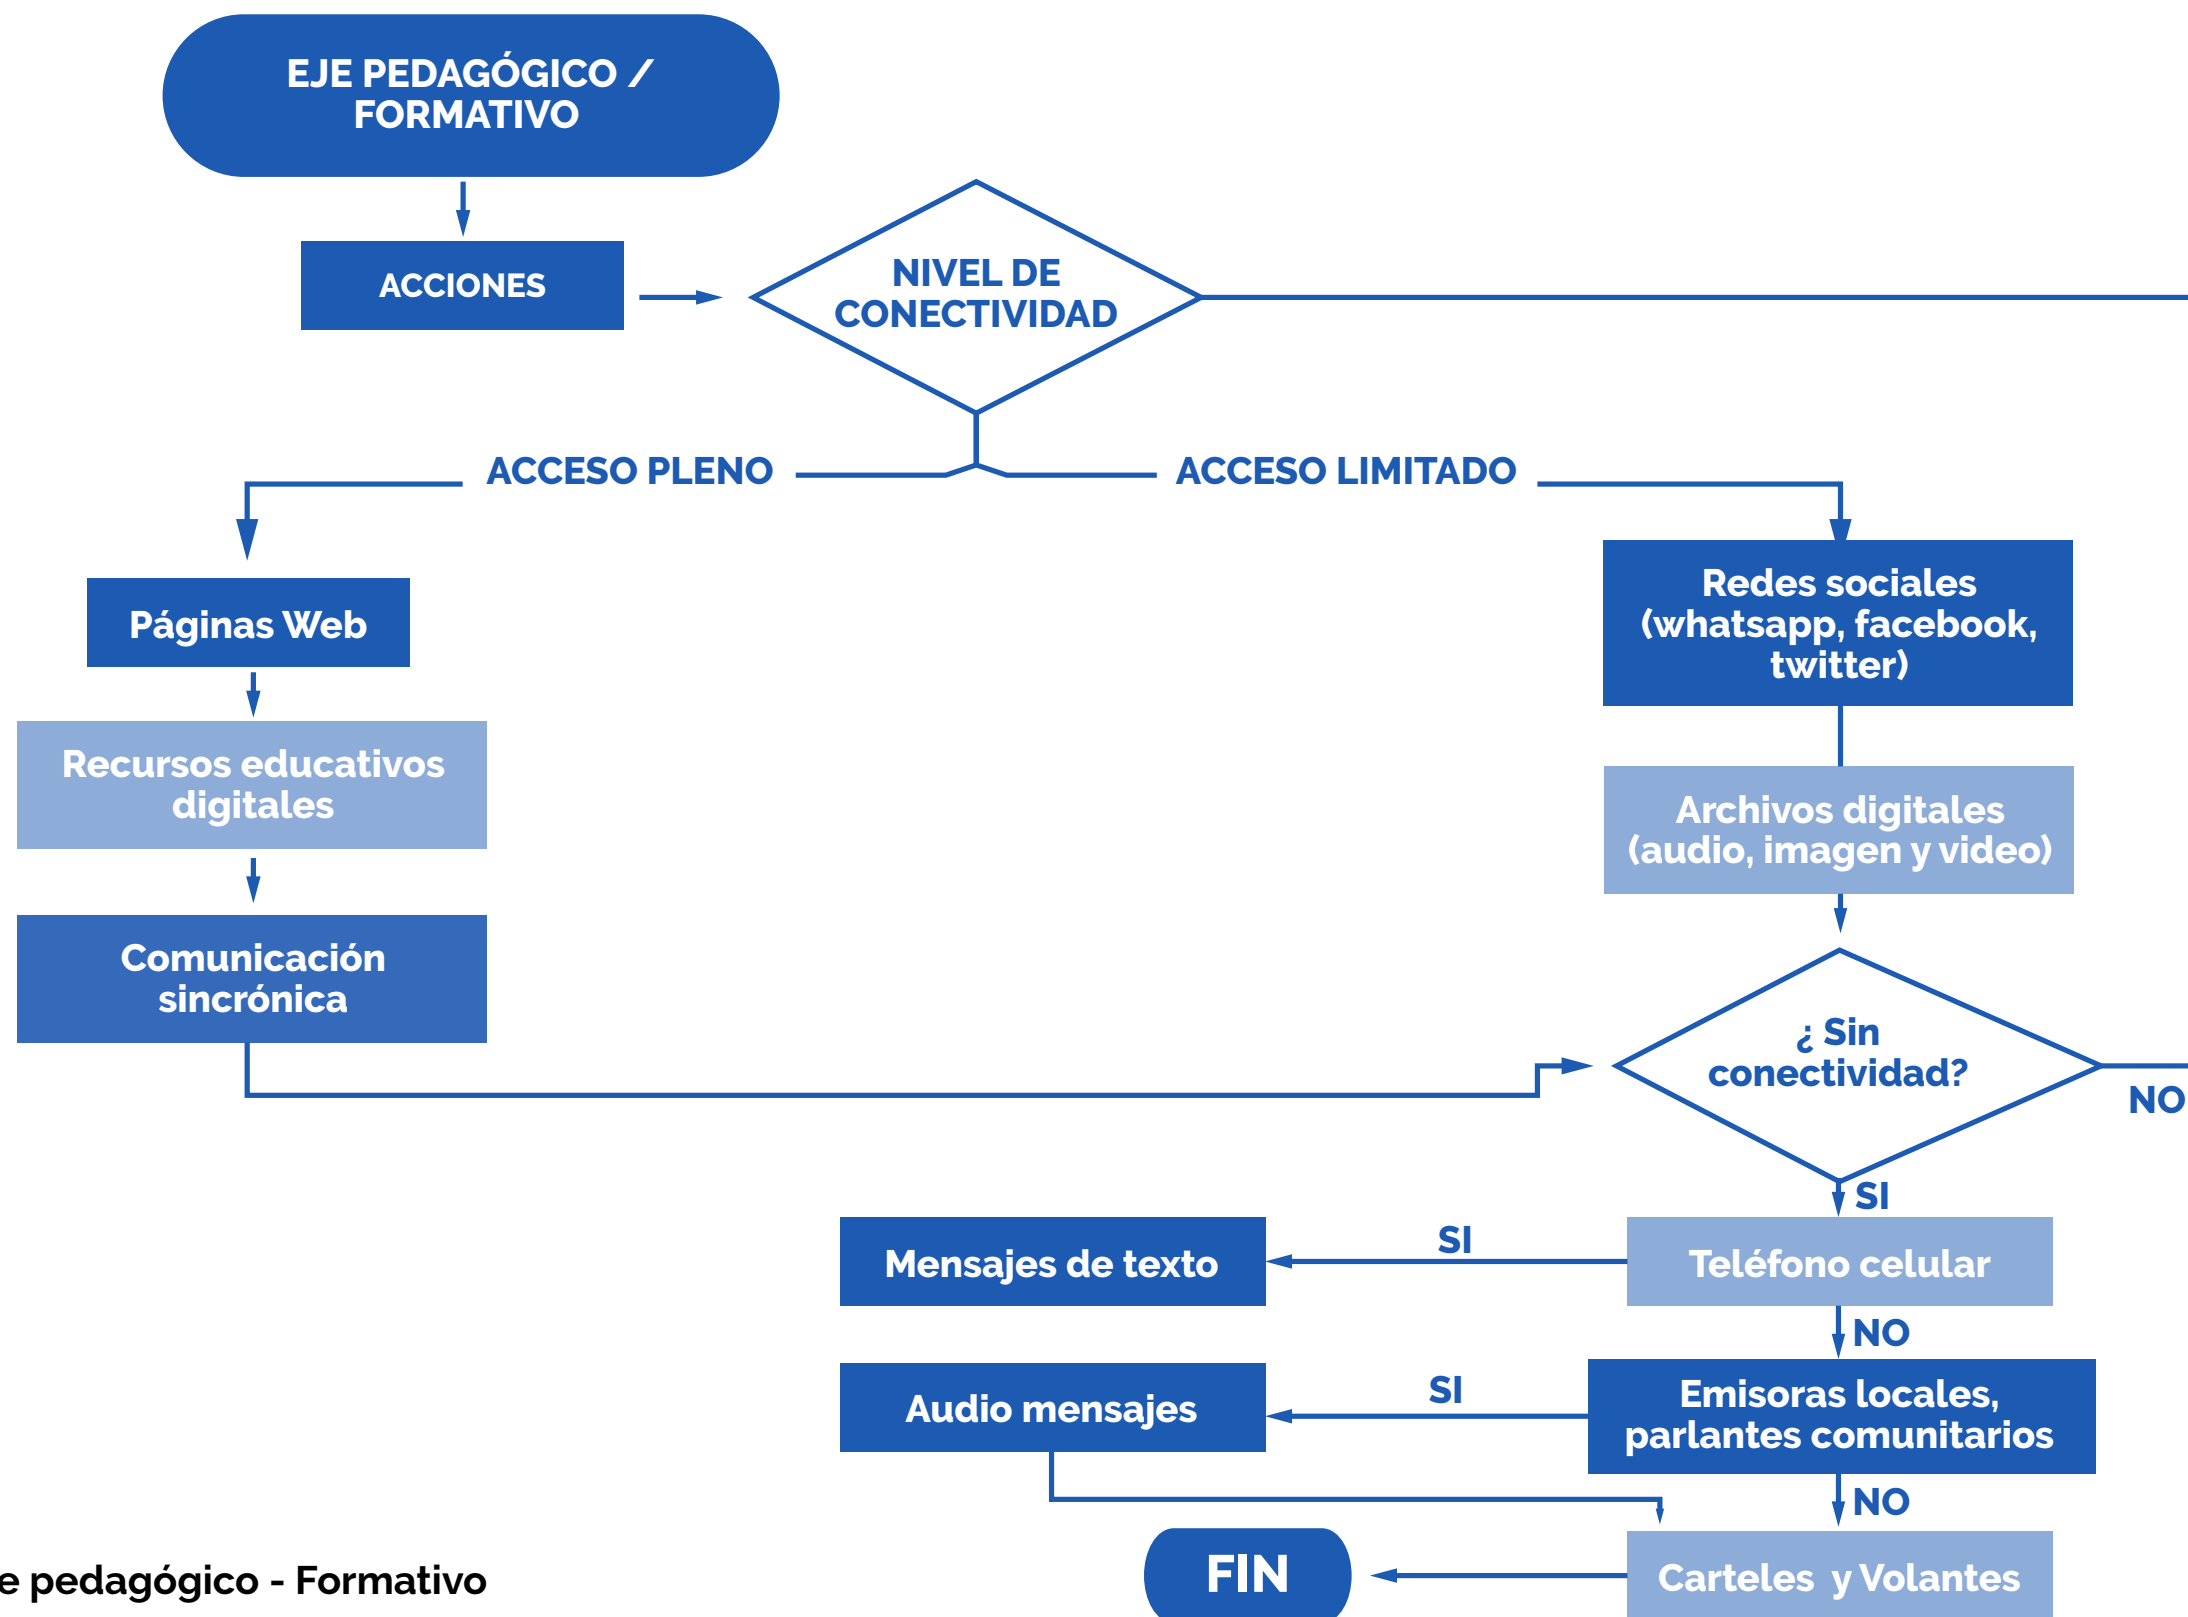 EJE PEDAGÓGICO /
FORMATIVO
ACCIONES
NIVEL DE
CONECTIVIDAD
ACCESO PLENO
ACCESO LIMITADO
Páginas Web
Redes sociales
(whatsapp, facebook,
twitter)
Recursos educativos
digitales
Archivos digitales
(audio, imagen y video)
Comunicación
sincrónica
¿ Sin
conectividad?
NO
SI
Mensajes de texto
SI
Teléfono celular
NO
Audio mensajes
SI
Emisoras locales,
parlantes comunitarios
NO
FIN
Carteles y Volantes
e pedagógico - Formativo